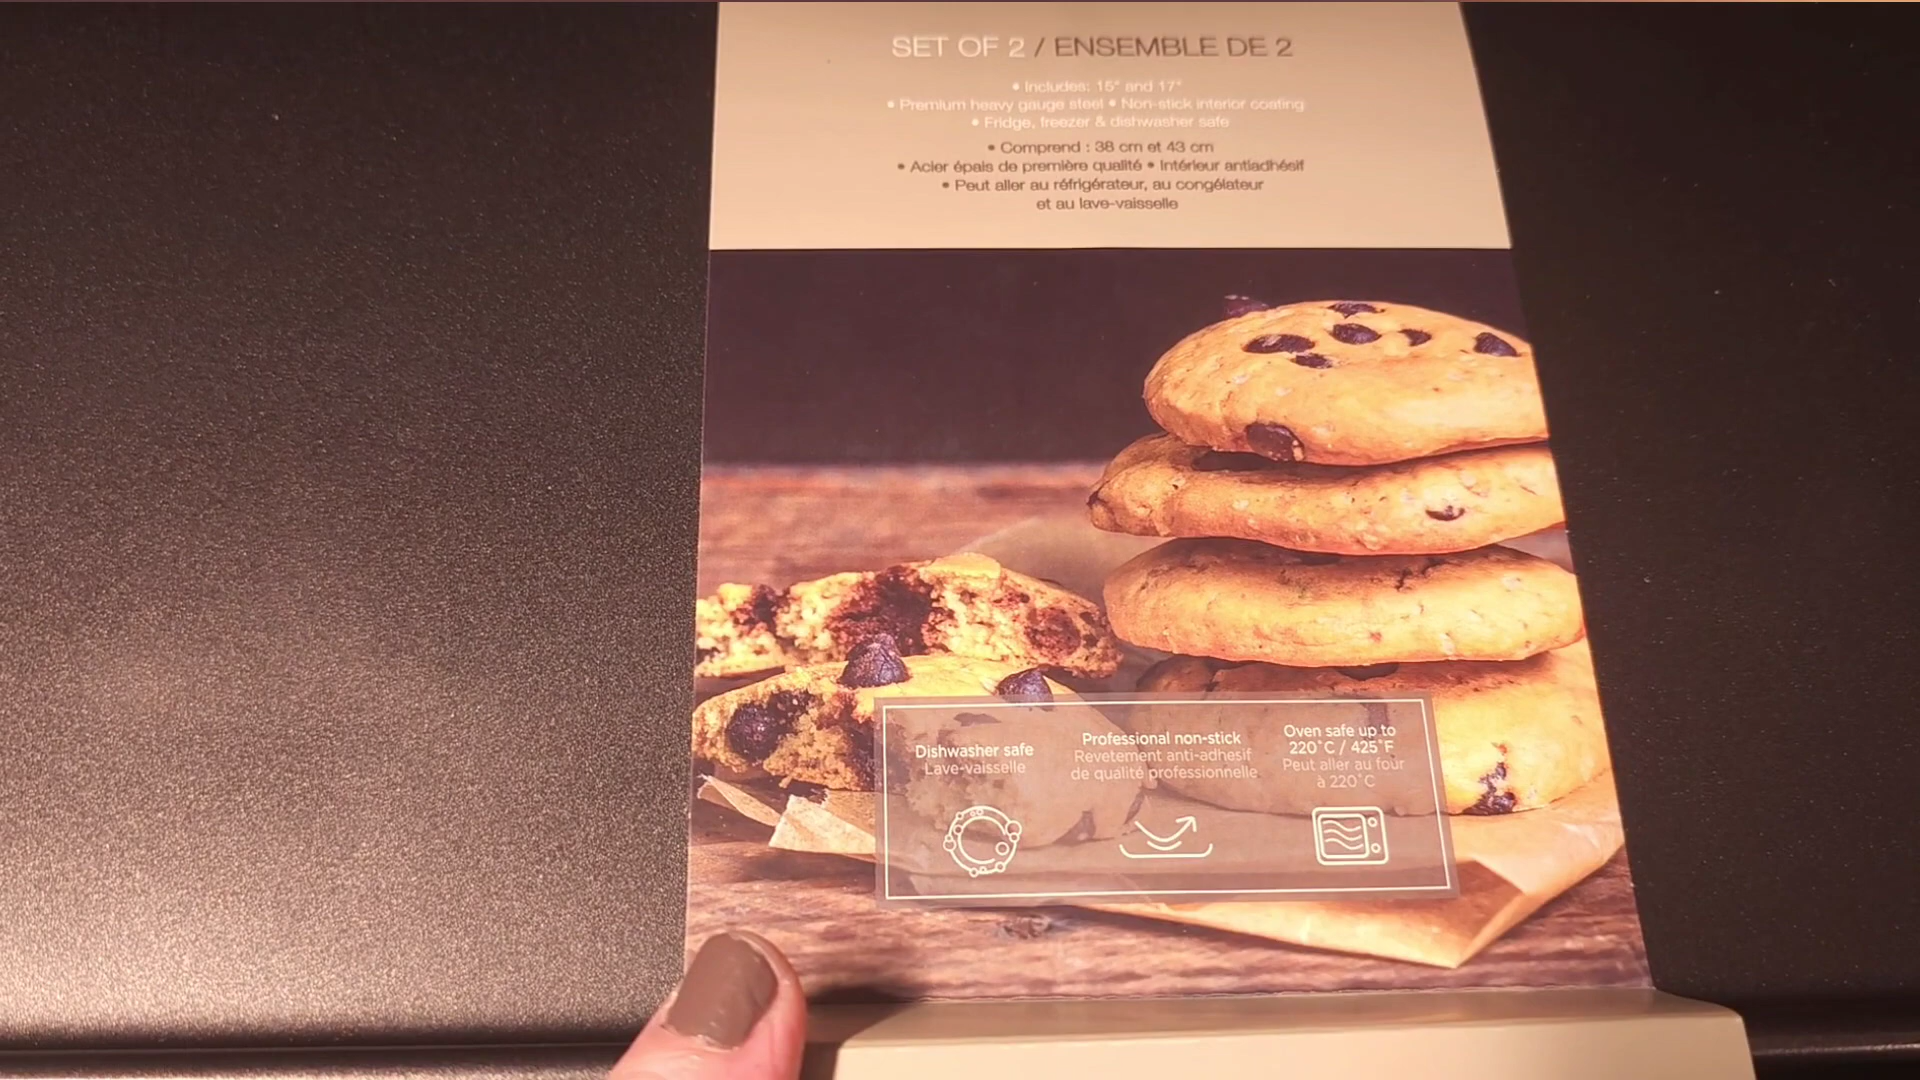 SET OF 2 / ENSEMBLE DE 2
• Includes: 15" and 17"
• Premium heavy gauge steel • Non-stick interior coating
• Fridge, freezer & dishwasher safe
• Comprend : 38 cm et 43 cm
• Acier épais de première qualité • Intérieur antiadhésif
• Peut aller au réfrigérateur, au congélateur
et au lave-vaisselle
Dishwasher safe
Lave-vaisselle
Professional non-stick
Revetement anti-adhesif
de qualité professionnelle
Oven safe up to
220°C / 425°F
Peut aller au four
à 220°C